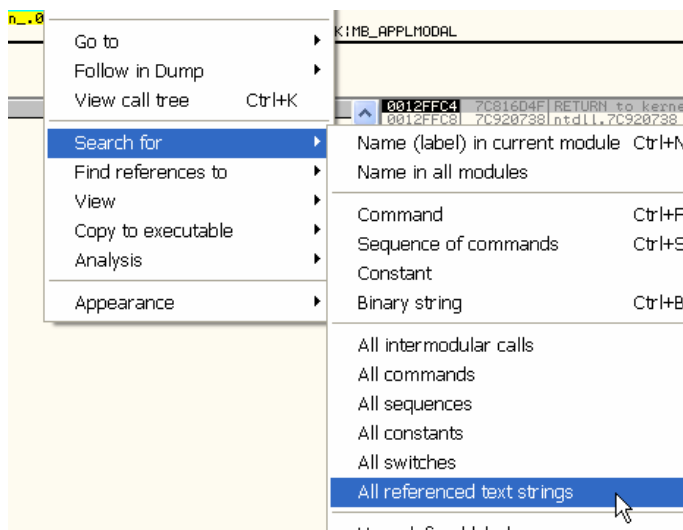 n_.0
K|MB_APPLMODAL
Go to
Follow in Dump
View call tree Ctrl+K
0012FFC4 7C816D4F RETURN to kerne
0012FFC8 7C920738 ntdll.7C920738
Search for
Find references to
View
Copy to executable
Analysis
Appearance
Name (label) in current module Ctrl+N
Name in all modules
Command Ctrl+F
Sequence of commands Ctrl+S
Constant
Binary string Ctrl+B
All intermodular calls
All commands
All sequences
All constants
All switches
All referenced text strings